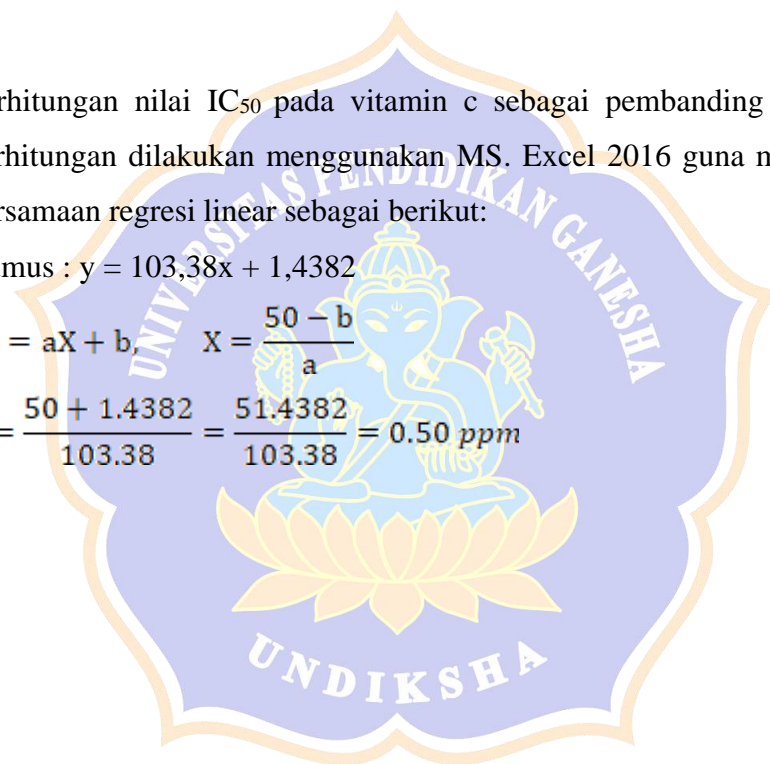 UNIVERSITAS PENDIDIKAN GANESHA
rhitungan nilai IC₅₀ pada vitamin c sebagai pembanding
rhitungan dilakukan menggunakan MS. Excel 2016 guna m
rsamaan regresi linear sebagai berikut:
mus : y = 103,38x + 1,4382
= aX + b, X = (50 − b)/a
= (50 + 1.4382)/103.38 = 51.4382/103.38 = 0.50 ppm
UNDIKSHA